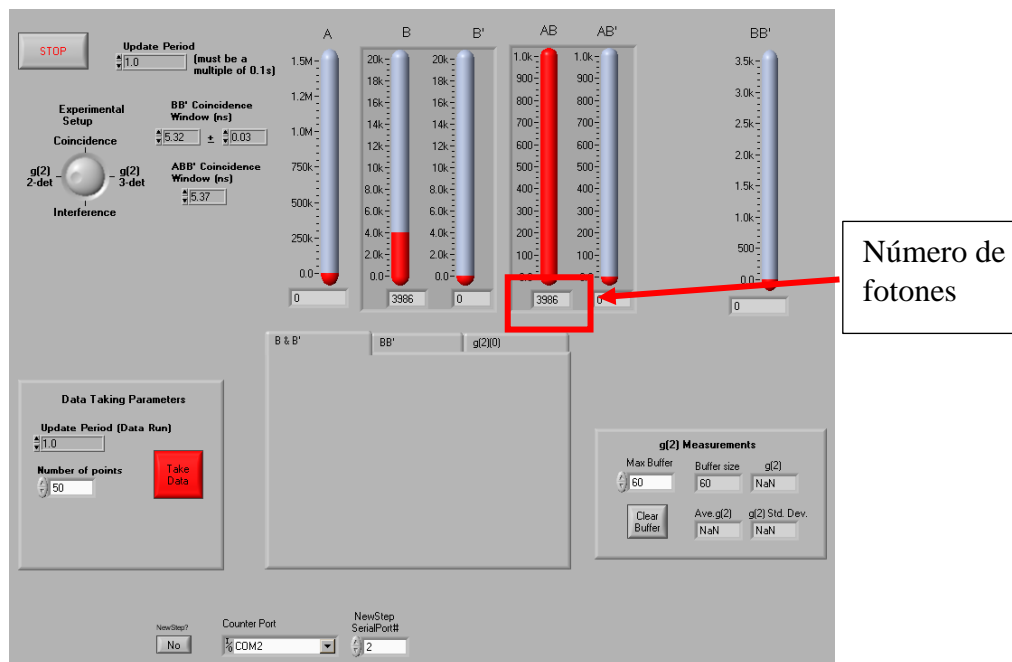 STOP
Update Period
1.0
(must be a
multiple of 0.1s)
Experimental
Setup
Coincidence
g(2)
2-det
g(2)
3-det
Interference
BB' Coincidence
Window (ns)
5.32 ± 0.03
ABB' Coincidence
Window (ns)
5.37
A
1.5M
1.2M
1.0M
750k
500k
250k
0.0
0
B
20k
18k
16k
14k
12k
10k
8.0k
6.0k
4.0k
2.0k
0.0
3986
B'
20k
18k
16k
14k
12k
10k
8.0k
6.0k
4.0k
2.0k
0.0
0
AB
1.0k
900
800
700
600
500
400
300
200
100
3986
AB'
1.0k
900
800
700
600
500
400
300
200
100
0.0
0
BB'
3.5k
3.0k
2.5k
2.0k
1.5k
1.0k
500
0.0
0
Número de
fotones
B & B'
BB'
g(2)(0)
Data Taking Parameters
Update Period (Data Run)
1.0
Number of points
50
Take
Data
g(2) Measurements
Max Buffer
60
Buffer size
60
g(2)
NaN
Clear
Buffer
Ave.g(2)
NaN
g(2) Std. Dev.
NaN
NewStep?
No
Counter Port
COM2
NewStep
SerialPort#
2